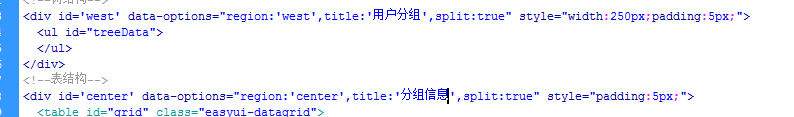 <div id='west' data-options="region:'west',title:'用户分组',split:true" style="width:250px;padding:5px;">
<ul id="treeData">
</ul>
</div>
<!--表结构-->
<div id='center' data-options="region:'center',title:'分组信息',split:true" style="padding:5px;">
<table id="grid" class="easyui-datagrid">